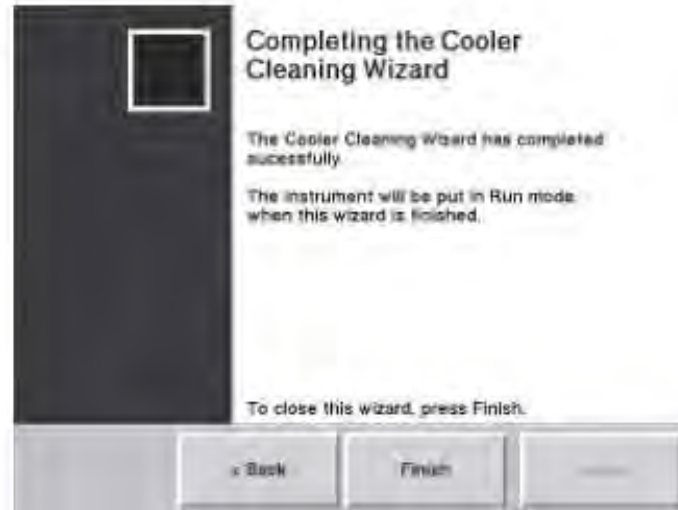 Completing the Cooler
Cleaning Wizard
The Cooler Cleaning Wizard has completed
sucessfully.
The instrument will be put in Run mode
when this wizard is finished.
To close this wizard, press Finish.
< Back
Finish